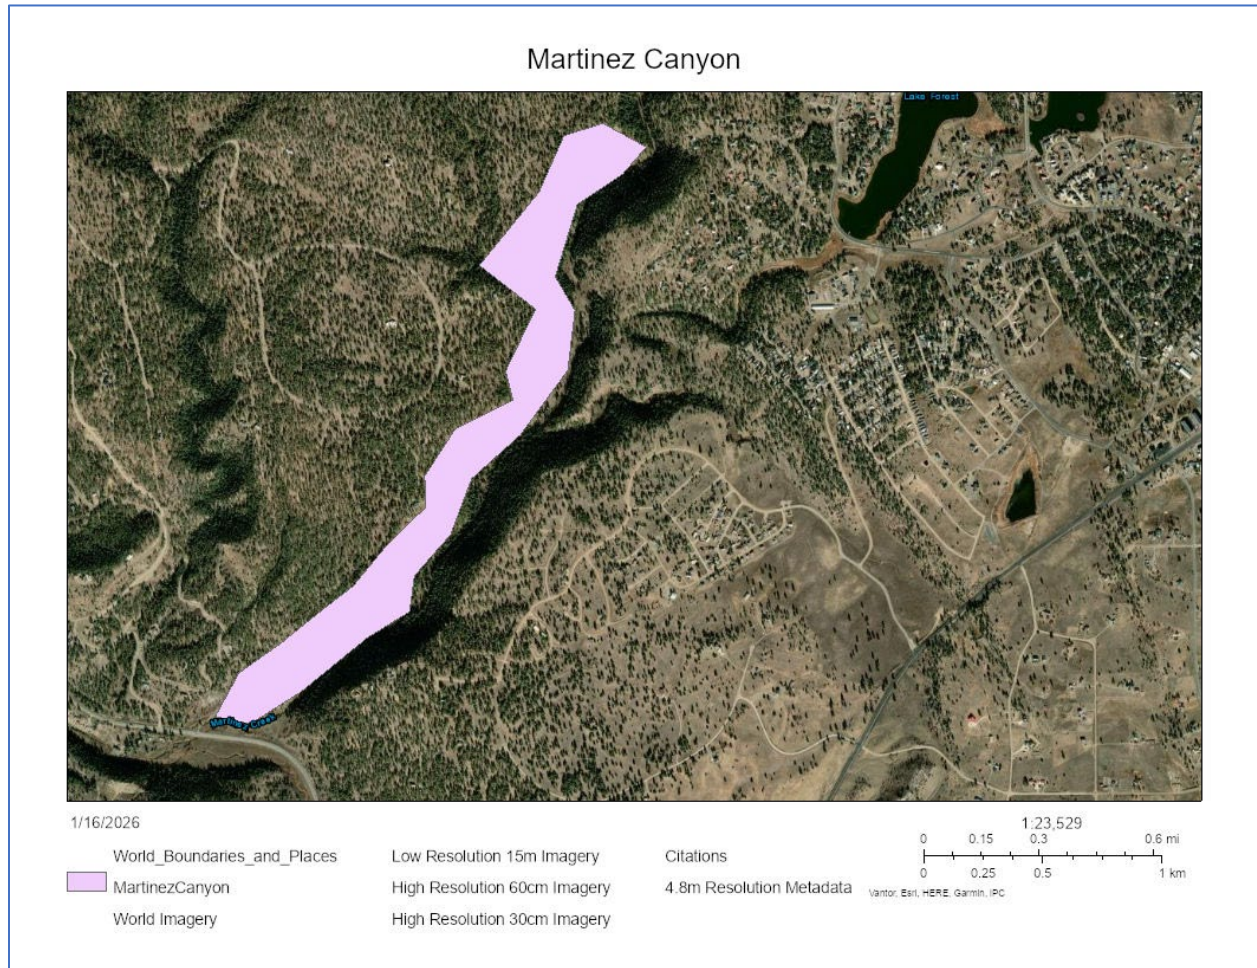 Martinez Canyon
Lake Forest
Martinez Creek
1/16/2026
World_Boundaries_and_Places
MartinezCanyon
World Imagery
Low Resolution 15m Imagery
High Resolution 60cm Imagery
High Resolution 30cm Imagery
Citations
4.8m Resolution Metadata
1:23,529
0 0.15 0.3 0.6 mi
0 0.25 0.5 1 km
Vantor, Esri, HERE, Garmin, IPC